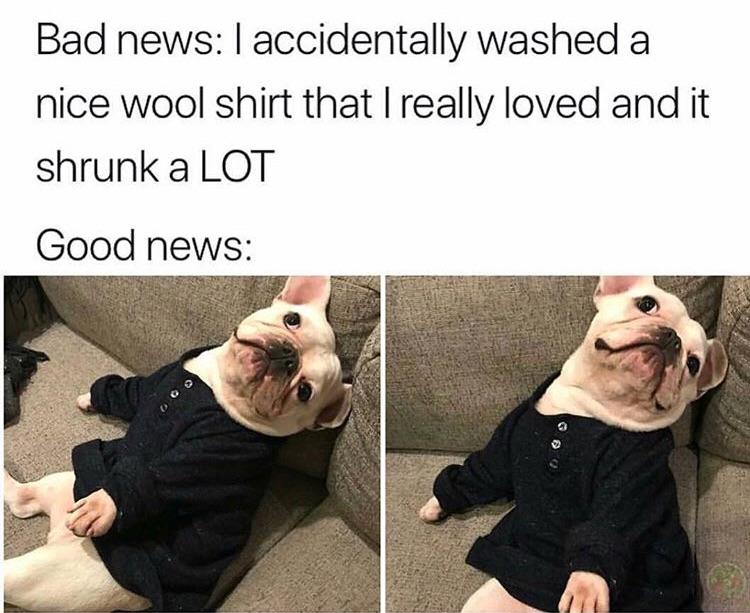 Bad news: I accidentally washed a
nice wool shirt that I really loved and it
shrunk a LOT
Good news: